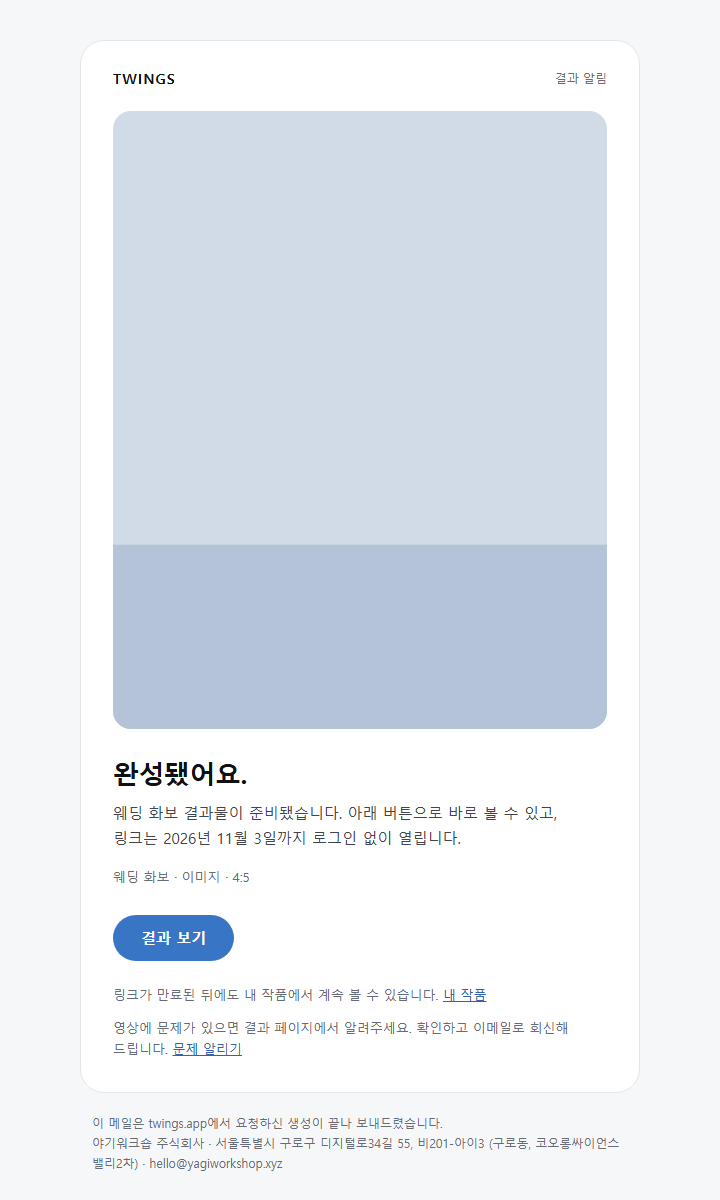 TWINGS
결과 알림
완성됐어요.
웨딩 화보 결과물이 준비됐습니다. 아래 버튼으로 바로 볼 수 있고,
링크는 2026년 11월 3일까지 로그인 없이 열립니다.
웨딩 화보 · 이미지 · 4:5
결과 보기
링크가 만료된 뒤에도 내 작품에서 계속 볼 수 있습니다. 내 작품
영상에 문제가 있으면 결과 페이지에서 알려주세요. 확인하고 이메일로 회신해
드립니다. 문제 알리기
이 메일은 twings.app에서 요청하신 생성이 끝나 보내드렸습니다.
야기워크숍 주식회사 · 서울특별시 구로구 디지털로34길 55, 비201-아이3 (구로동, 코오롱싸이언스
밸리2차) · hello@yagiworkshop.xyz